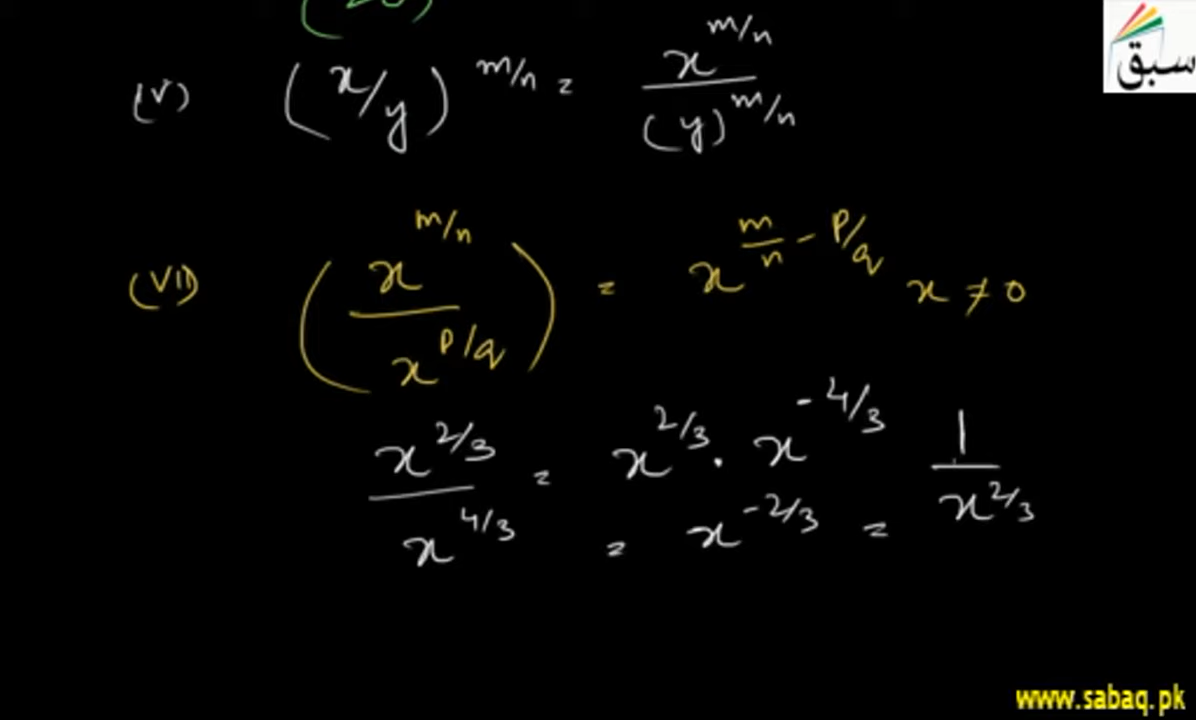 سبق
(V) (x/y)^m/n = x^m/n / (y)^m/n
(VI) (x^m/n / x^p/q) = x^m/n - p/q x ≠ 0
x^2/3 / x^4/3 = x^2/3 . x^-4/3
= x^-2/3 = 1 / x^2/3
www.sabaq.pk